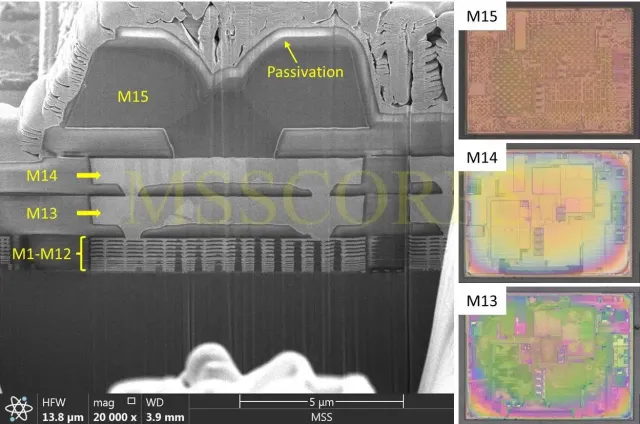 Passivation
M15
M14
M13
M1-M12
MSSCORP
HFW
13.8 µm
mag
20 000 x
WD
3.9 mm
5 µm
MSS
M15
M14
M13